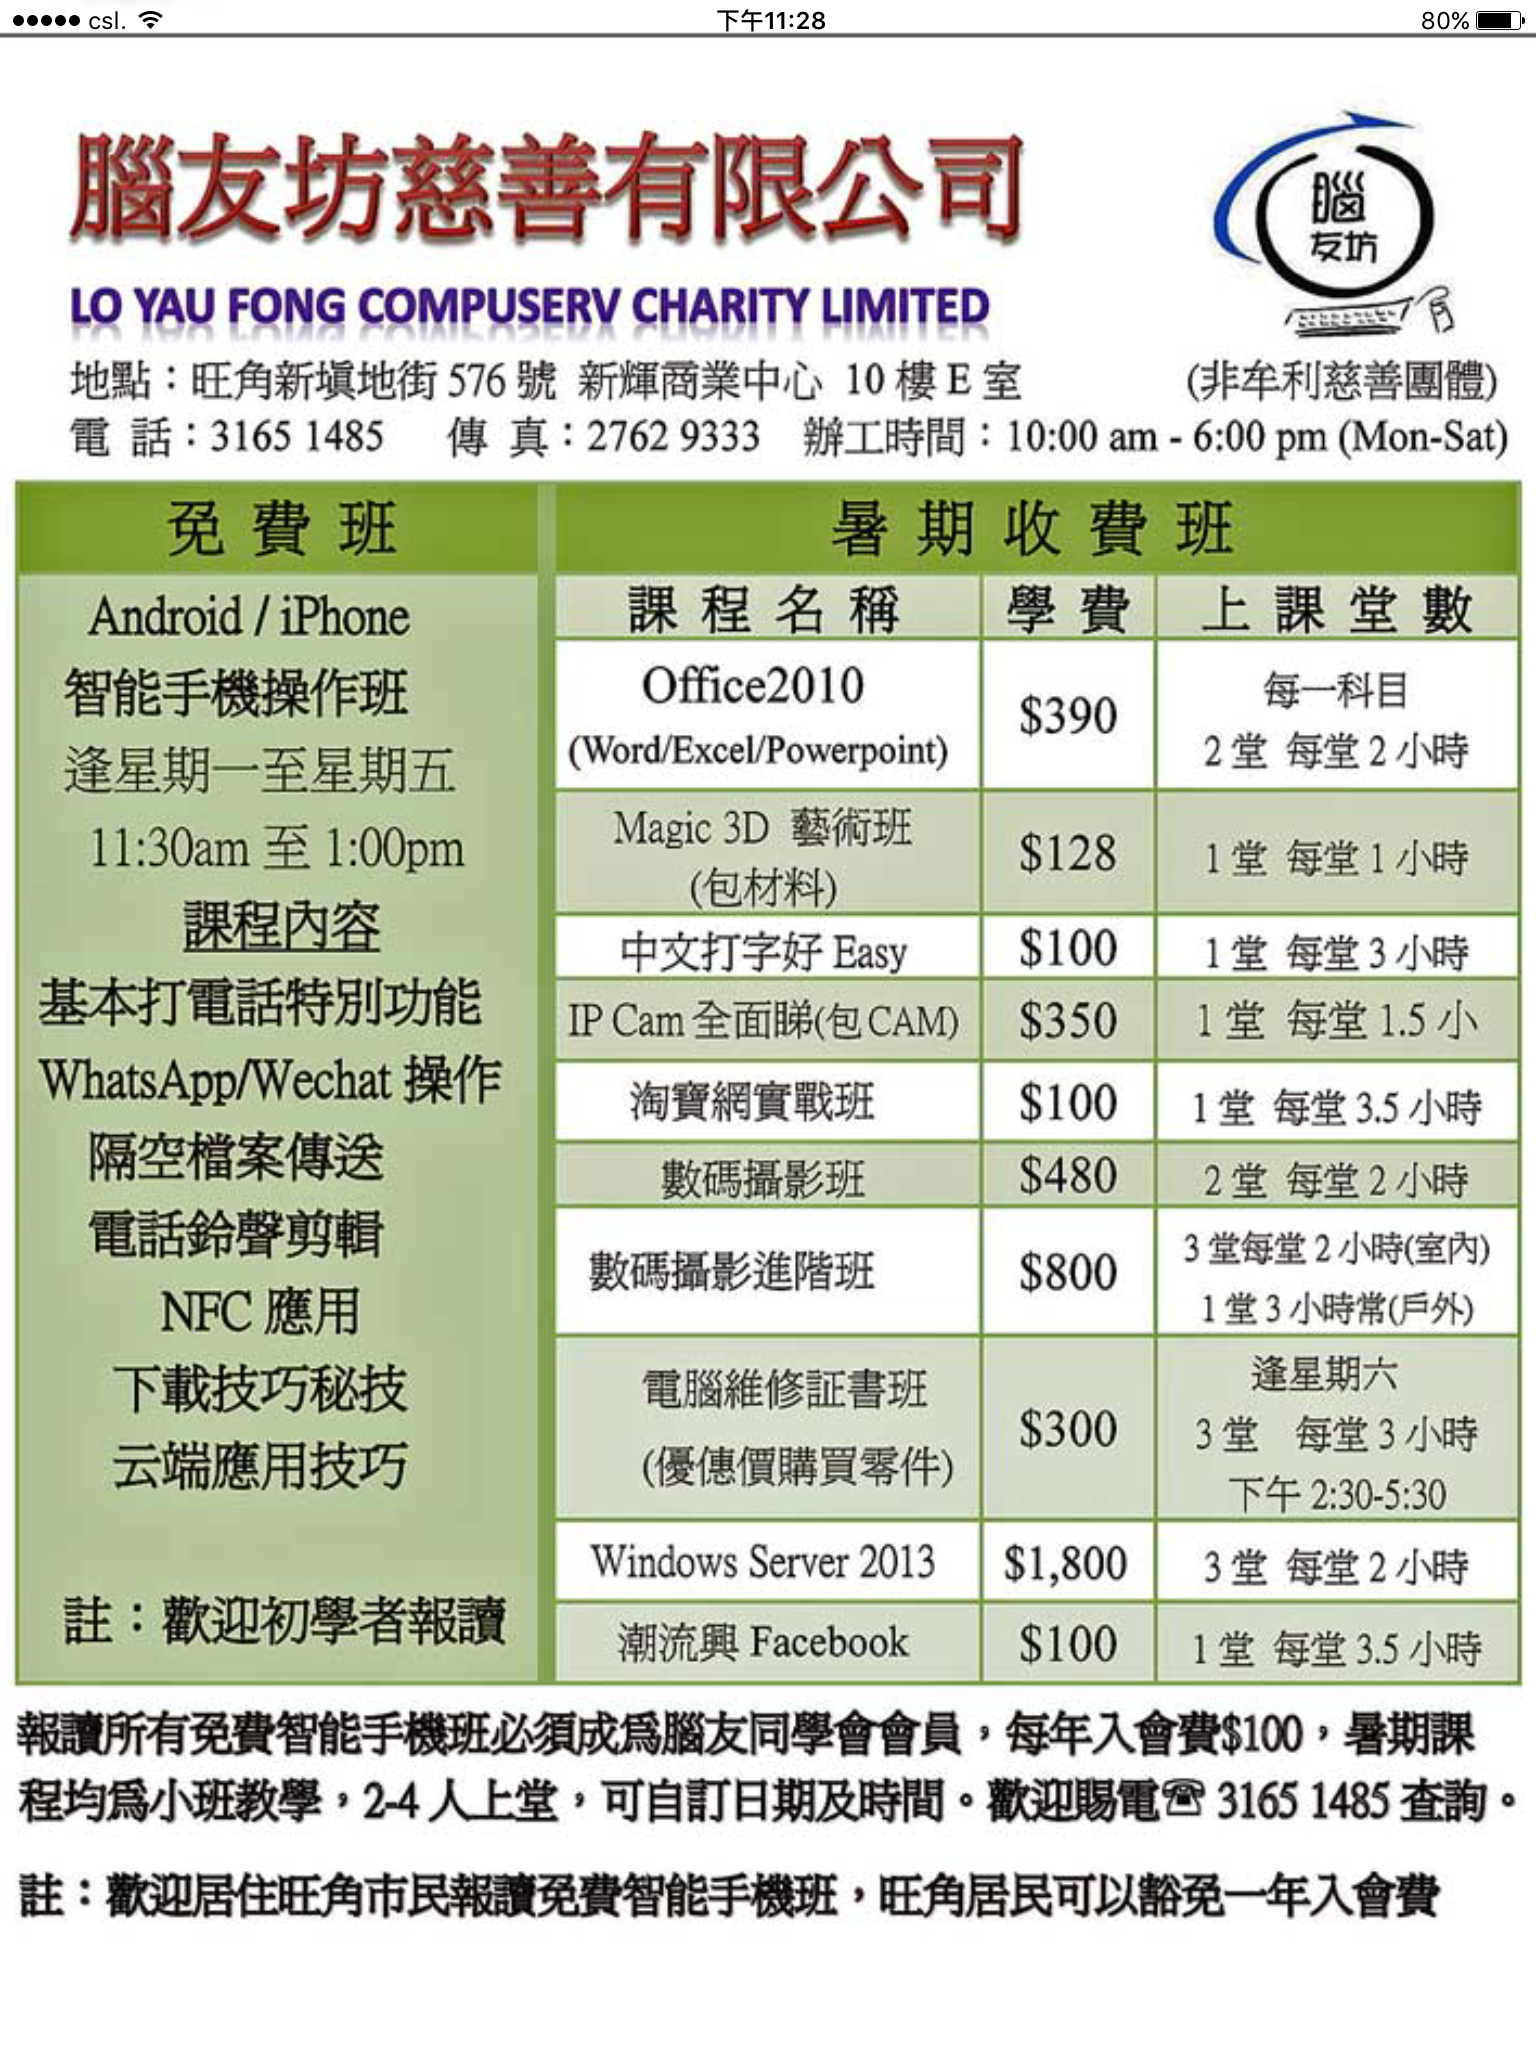 csl.
下午11:28
80%
腦友坊慈善有限公司
腦
友坊
LO YAU FONG COMPUSERV CHARITY LIMITED
地點：旺角新塡地街 576 號 新輝商業中心 10 樓 E 室
(非牟利慈善團體)
電 話：3165 1485 傳 真：2762 9333 辦工時間：10:00 am - 6:00 pm (Mon-Sat)
免 費 班
Android / iPhone
智能手機操作班
逢星期一至星期五
11:30am 至 1:00pm
課程內容
基本打電話特別功能
WhatsApp/Wechat 操作
隔空檔案傳送
電話鈴聲剪輯
NFC 應用
下載技巧秘技
云端應用技巧
註：歡迎初學者報讀
暑 期 收 費 班
課 程 名 稱 學 費 上 課 堂 數
Office2010
(Word/Excel/Powerpoint)
$390
每一科目
2 堂 每堂 2 小時
Magic 3D 藝術班
(包材料)
$128
1 堂 每堂 1 小時
中文打字好 Easy $100 1 堂 每堂 3 小時
IP Cam 全面睇(包 CAM) $350 1 堂 每堂 1.5 小
淘寶網實戰班 $100 1 堂 每堂 3.5 小時
數碼攝影班 $480 2 堂 每堂 2 小時
數碼攝影進階班
$800
3 堂每堂 2 小時(室內)
1 堂 3 小時常(戶外)
電腦維修証書班
(優僡價購買零件)
$300
逢星期六
3 堂 每堂 3 小時
下午 2:30-5:30
Windows Server 2013 $1,800 3 堂 每堂 2 小時
潮流興 Facebook $100 1 堂 每堂 3.5 小時
報讀所有免費智能手機班必須成爲腦友同學會會員，每年入會費$100，暑期課
程均爲小班教學，2-4 人上堂，可自訂日期及時間。歡迎賜電☎ 3165 1485 查詢。
註：歡迎居住旺角市民報讀免費智能手機班，旺角居民可以豁免一年入會費